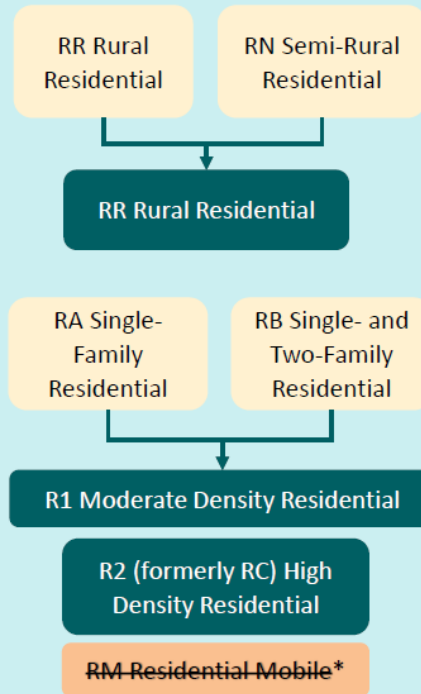 RR Rural
Residential
RN Semi-Rural
Residential
RR Rural Residential
RA Single-
Family
Residential
RB Single- and
Two-Family
Residential
R1 Moderate Density Residential
R2 (formerly RC) High
Density Residential
RM Residential Mobile*